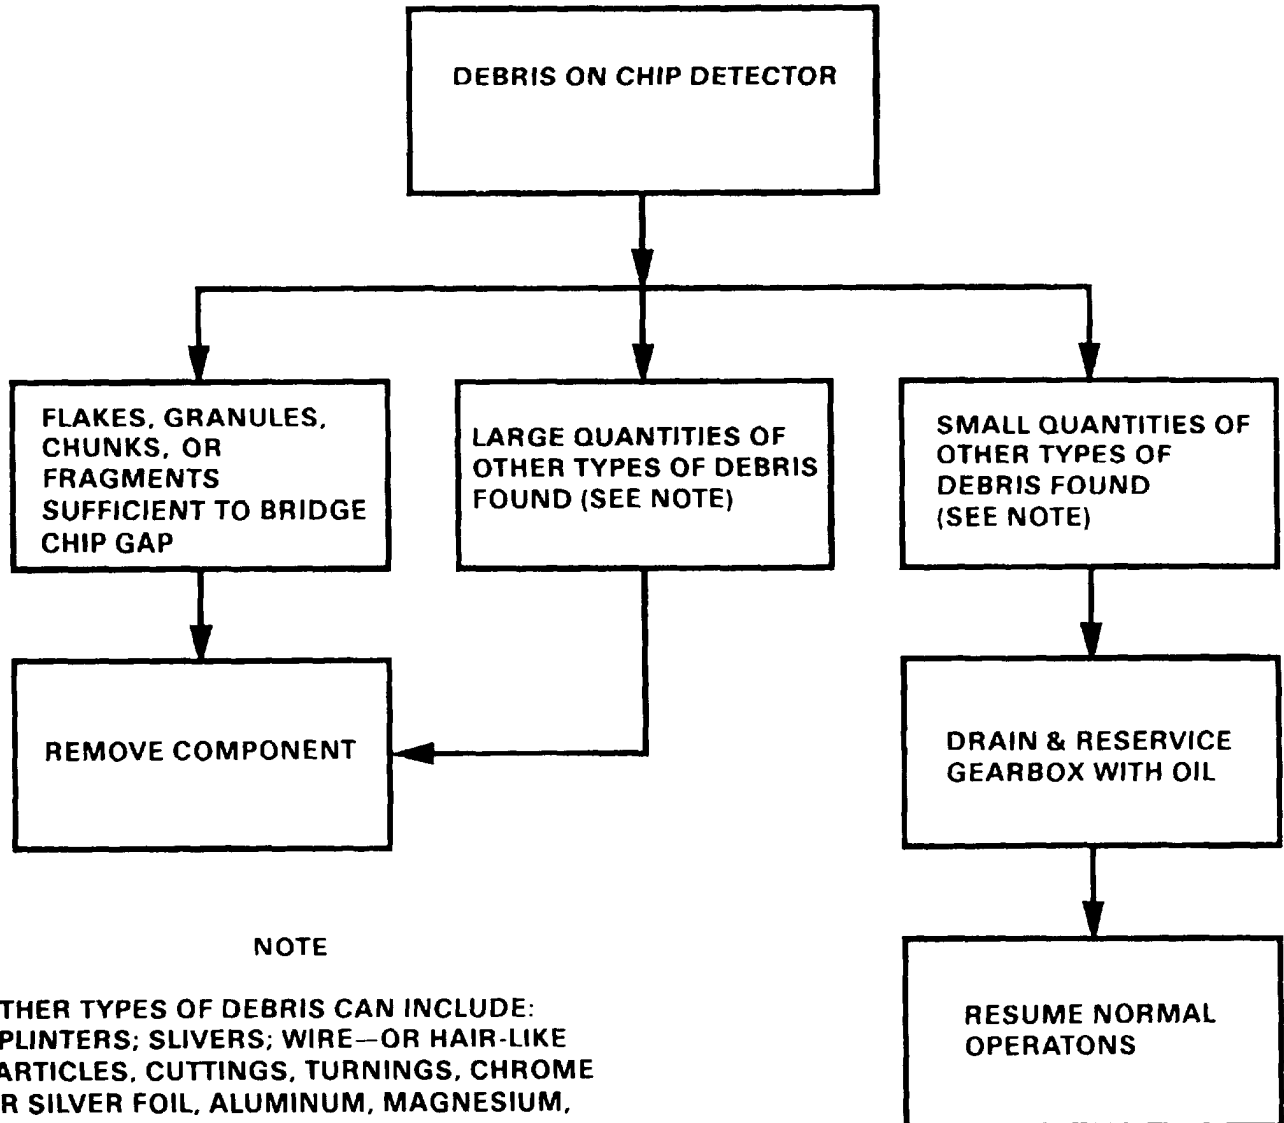 DEBRIS ON CHIP DETECTOR
FLAKES, GRANULES,
CHUNKS, OR
FRAGMENTS
SUFFICIENT TO BRIDGE
CHIP GAP
LARGE QUANTITIES OF
OTHER TYPES OF DEBRIS
FOUND (SEE NOTE)
SMALL QUANTITIES OF
OTHER TYPES OF
DEBRIS FOUND
(SEE NOTE)
REMOVE COMPONENT
DRAIN & RESERVICE
GEARBOX WITH OIL
RESUME NORMAL
OPERATONS
NOTE
THER TYPES OF DEBRIS CAN INCLUDE:
PLINTERS; SLIVERS; WIRE—OR HAIR-LIKE
ARTICLES, CUTTINGS, TURNINGS, CHROME
R SILVER FOIL, ALUMINUM, MAGNESIUM,